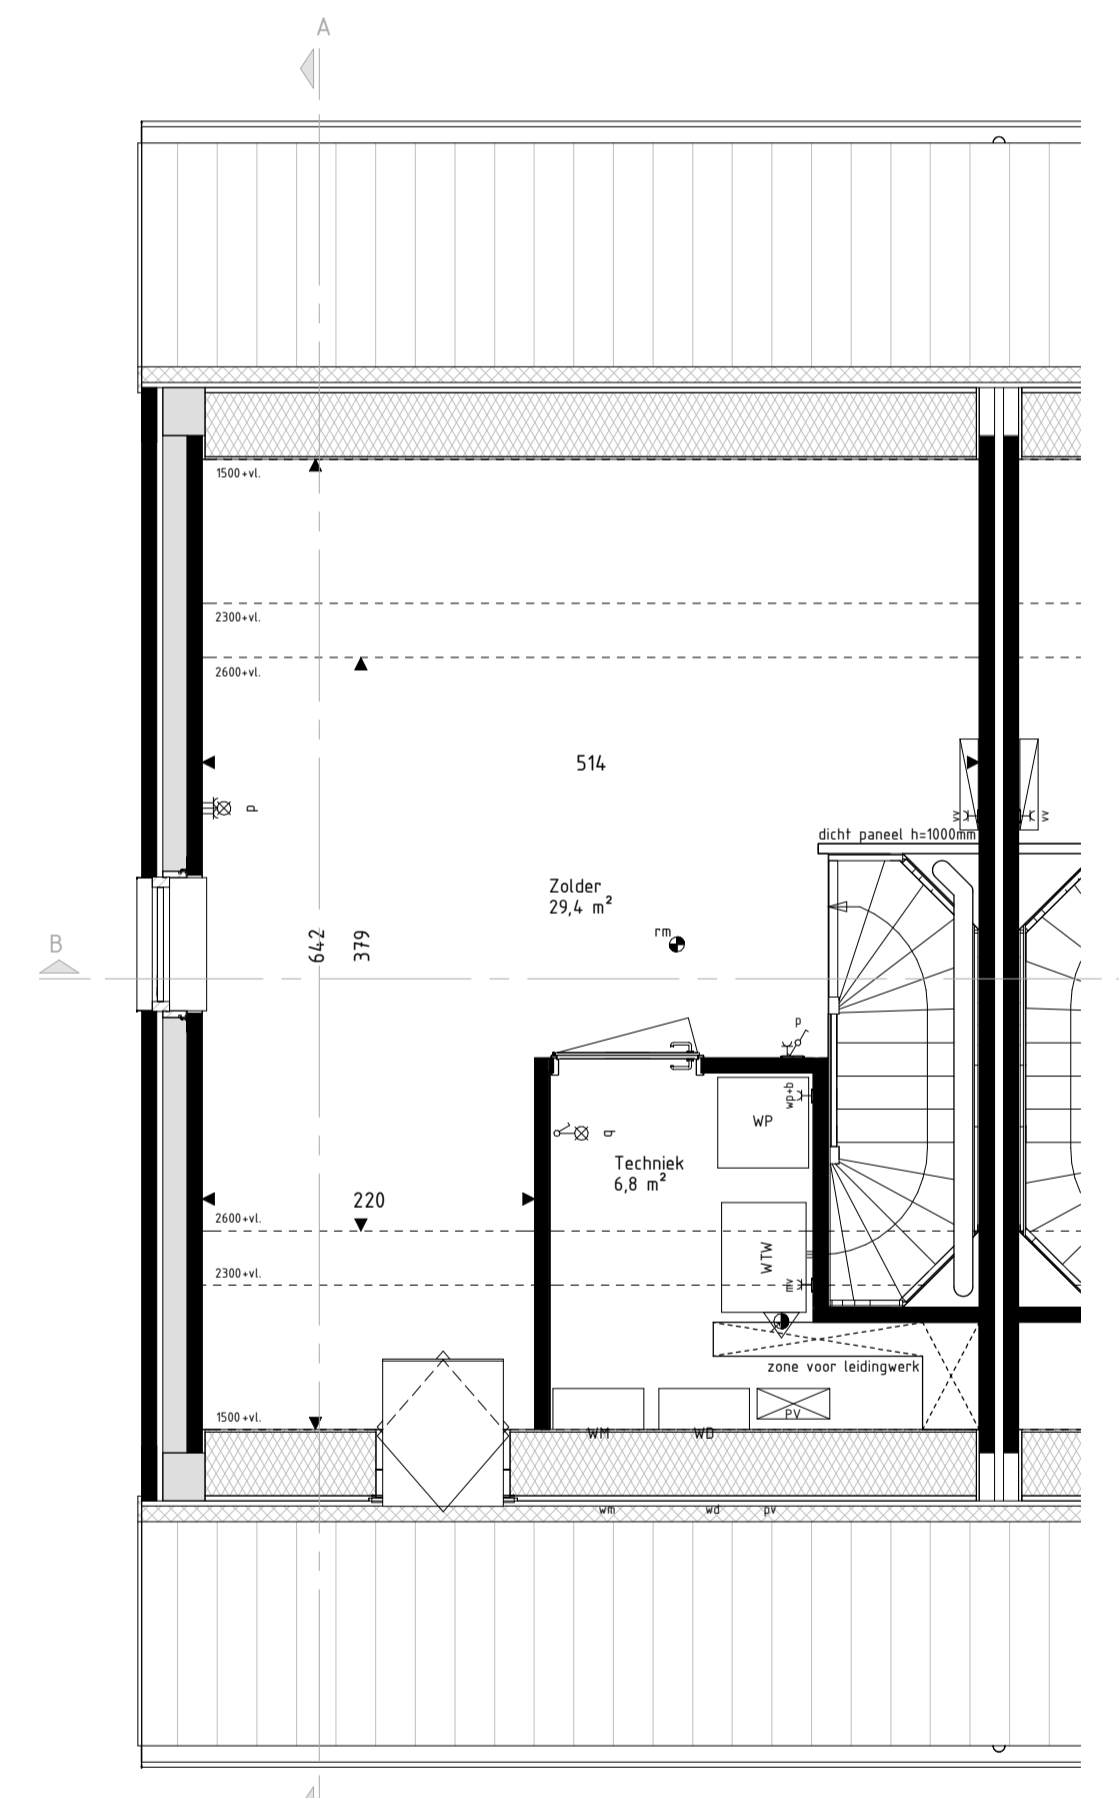 A
1500+vl.
2300+vl.
2600+vl.
514
p
vv
vv
dicht paneel h=1000mm
Zolder
29,4 m²
rm
642
379
B
p
wp+b
WP
q
Techniek
6,8 m²
220
2600+vl.
WTW
2300+vl.
mv
zone voor leidingwerk
1500+vl.
PV
WM
WD
wm
wd
pv